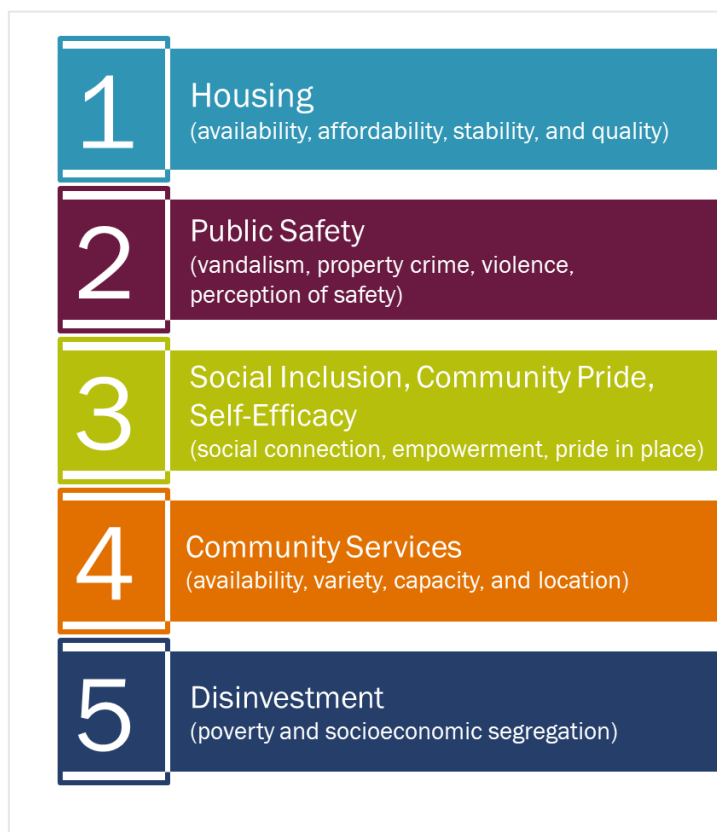 1
Housing
(availability, affordability, stability, and quality)
2
Public Safety
(vandalism, property crime, violence,
perception of safety)
3
Social Inclusion, Community Pride,
Self-Efficacy
(social connection, empowerment, pride in place)
4
Community Services
(availability, variety, capacity, and location)
5
Disinvestment
(poverty and socioeconomic segregation)